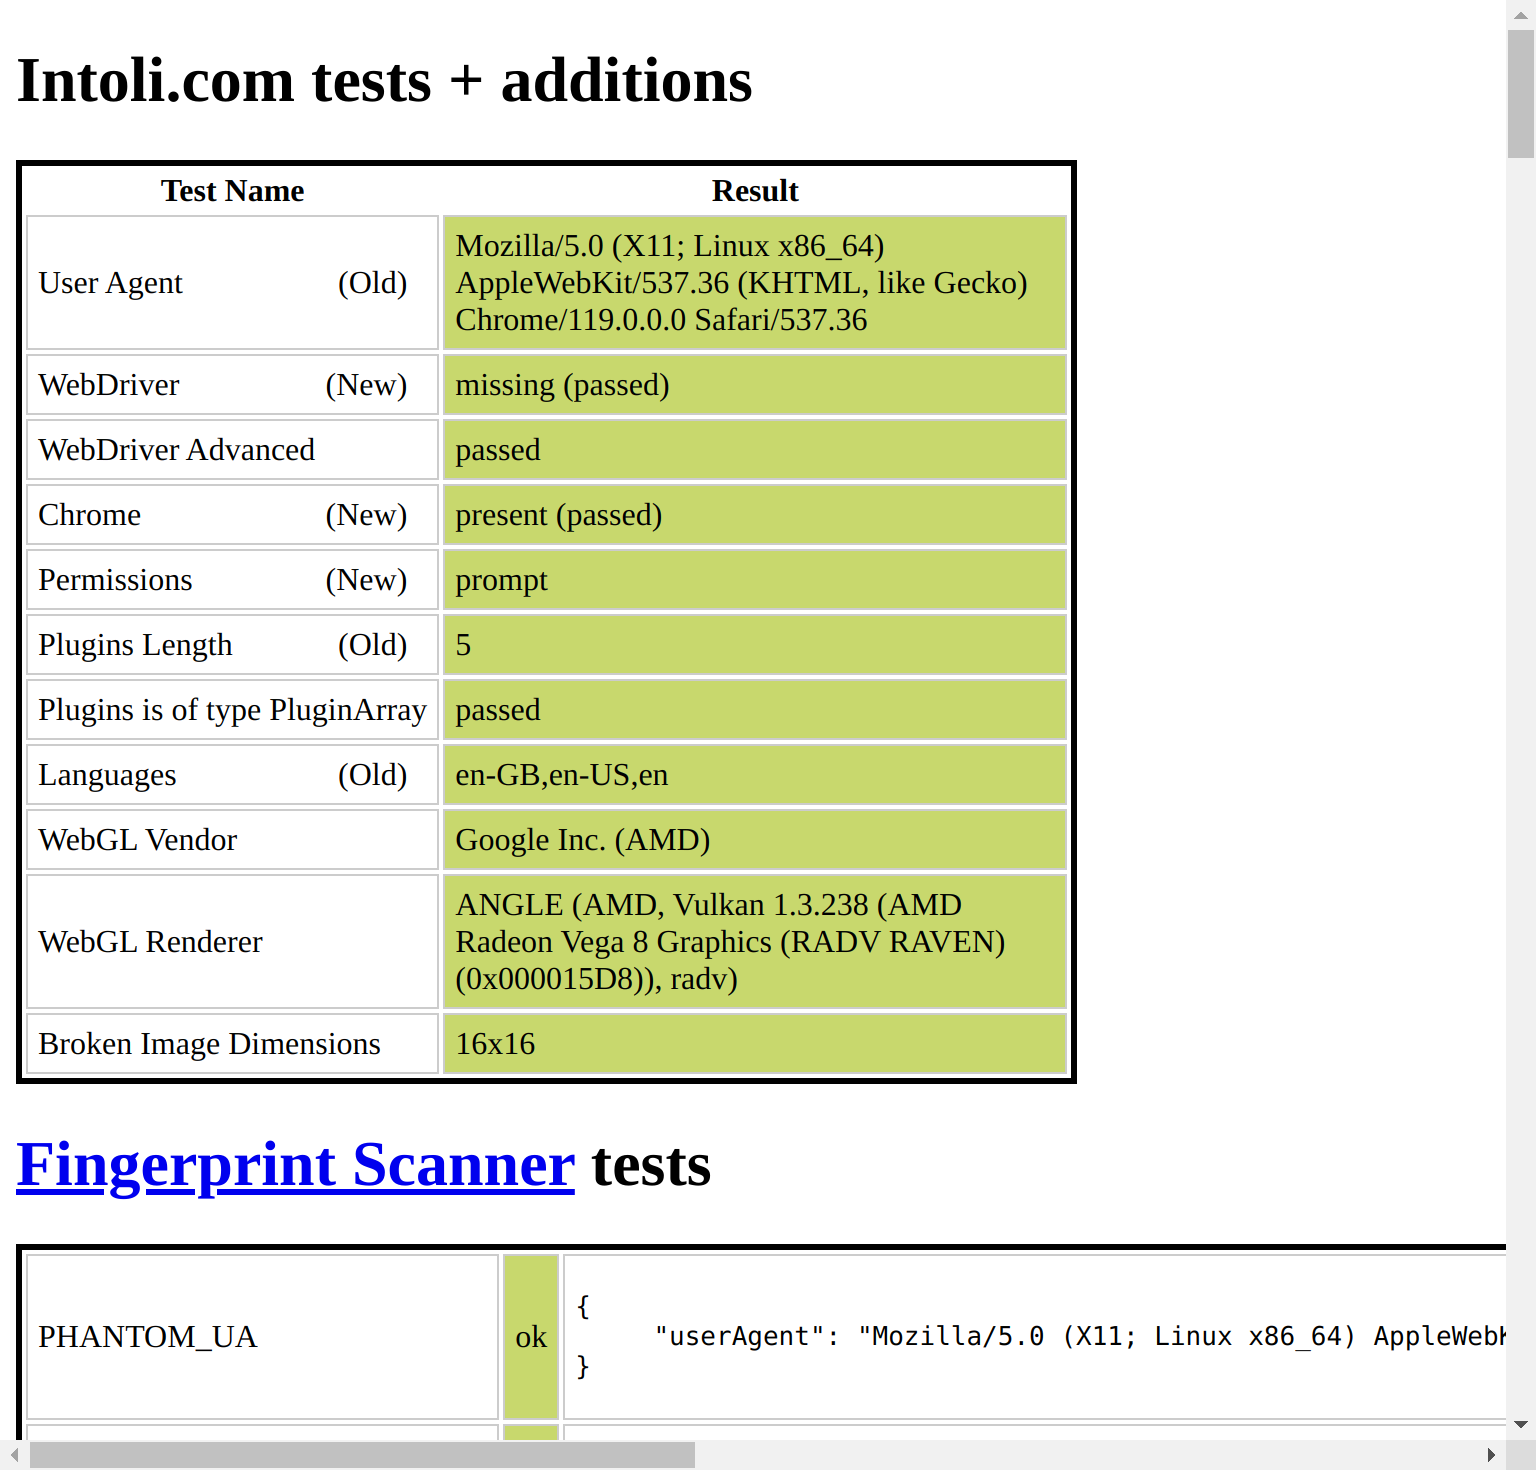 Intoli.com tests + additions
Test Name Result
User Agent (Old) Mozilla/5.0 (X11; Linux x86_64)
AppleWebKit/537.36 (KHTML, like Gecko)
Chrome/119.0.0.0 Safari/537.36
WebDriver (New) missing (passed)
WebDriver Advanced passed
Chrome (New) present (passed)
Permissions (New) prompt
Plugins Length (Old) 5
Plugins is of type PluginArray passed
Languages (Old) en-GB,en-US,en
WebGL Vendor Google Inc. (AMD)
WebGL Renderer ANGLE (AMD, Vulkan 1.3.238 (AMD
Radeon Vega 8 Graphics (RADV RAVEN)
(0x000015D8)), radv)
Broken Image Dimensions 16x16
Fingerprint Scanner tests
PHANTOM_UA ok {
"userAgent": "Mozilla/5.0 (X11; Linux x86_64) AppleWebK
}